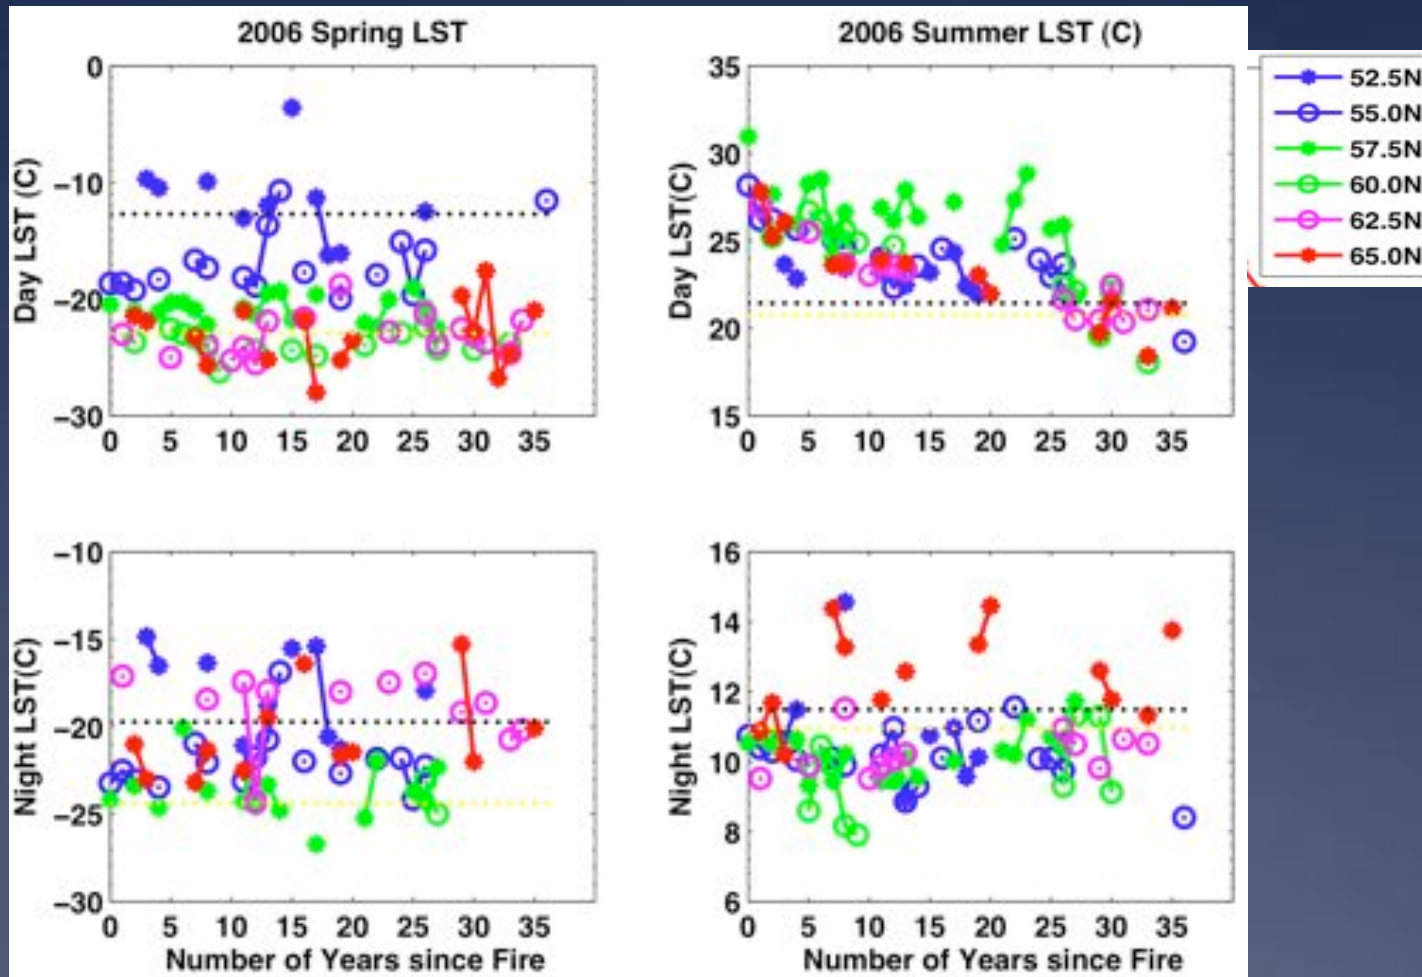 2006 Spring LST
Day LST (C)
0
−10
−20
−30
0 5 10 15 20 25 30 35
2006 Summer LST (C)
Day LST(C)
35
30
25
20
15
0 5 10 15 20 25 30 35
52.5N
55.0N
57.5N
60.0N
62.5N
65.0N
Night LST(C)
−10
−15
−20
−25
−30
0 5 10 15 20 25 30 35
Number of Years since Fire
Night LST(C)
16
14
12
10
8
6
0 5 10 15 20 25 30 35
Number of Years since Fire